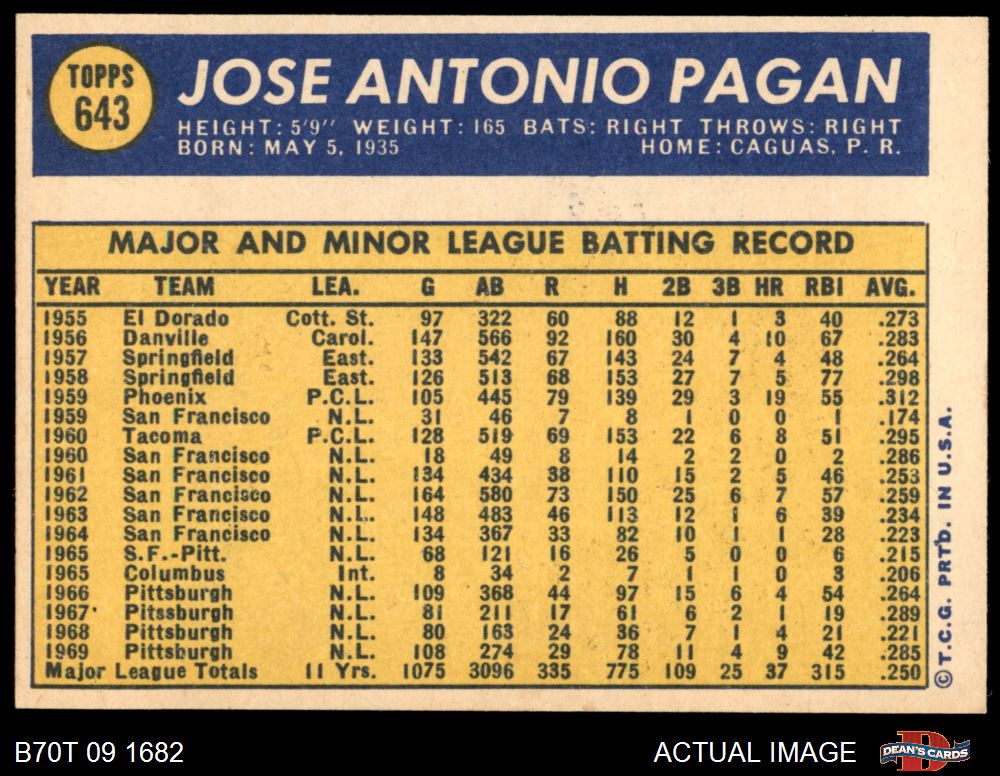 TOPPS
643
JOSE ANTONIO PAGAN
HEIGHT: 5'9" WEIGHT: 165 BATS: RIGHT THROWS: RIGHT
BORN: MAY 5, 1935 HOME: CAGUAS, P. R.
MAJOR AND MINOR LEAGUE BATTING RECORD
YEAR TEAM LEA. G AB R H 2B 3B HR RBI AVG.
1955 El Dorado Cott. St. 97 322 60 88 12 1 3 40 .273
1956 Danville Carol. 147 566 92 160 30 4 10 67 .283
1957 Springfield East. 133 542 67 143 24 7 4 48 .264
1958 Springfield East. 126 513 68 153 27 7 5 77 .298
1959 Phoenix P.C.L. 105 445 79 139 29 3 19 55 .312
1959 San Francisco N.L. 31 46 7 8 1 0 0 1 .174
1960 Tacoma P.C.L. 128 519 69 153 22 6 8 51 .295
1960 San Francisco N.L. 18 49 8 14 2 2 0 2 .286
1961 San Francisco N.L. 134 434 38 110 15 2 5 46 .253
1962 San Francisco N.L. 164 580 73 150 25 6 7 57 .259
1963 San Francisco N.L. 148 483 46 113 12 1 6 39 .234
1964 San Francisco N.L. 134 367 33 82 10 1 1 28 .223
1965 S.F.-Pitt. N.L. 68 121 16 26 5 0 0 6 .215
1965 Columbus Int. 8 34 2 7 1 1 0 3 .206
1966 Pittsburgh N.L. 109 368 44 97 15 6 4 54 .264
1967 Pitssburgh N.L. 81 211 17 61 6 2 1 19 .289
1968 Pittsburgh N.L. 80 163 24 36 7 1 4 21 .221
1969 Pittsburgh N.L. 108 274 29 78 11 4 9 42 .285
Major League Totals 11 Yrs. 1075 3096 335 775 109 25 37 315 .250
© T.C.G. PRTD. IN U.S.A.
B70T 09 1682 ACTUAL IMAGE
D
DEAN'S CARDS